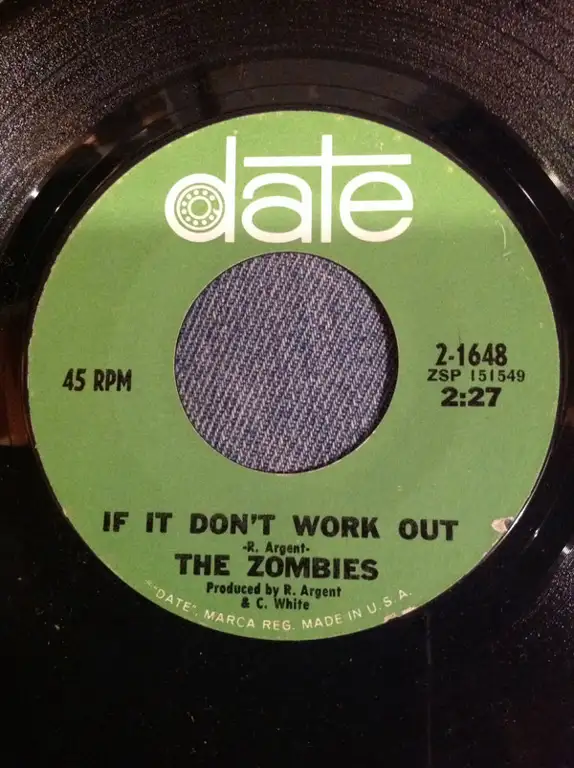 date
45 RPM
2-1648
ZSP 151549
2:27
IF IT DON'T WORK OUT
-R. Argent-
THE ZOMBIES
Produced by R. Argent
& C. White
"DATE", MARCA REG. MADE IN U.S.A.